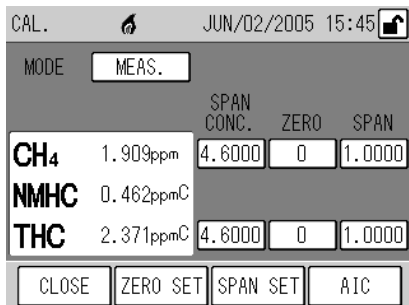 CAL. JUN/02/2005 15:45
MODE MEAS.
SPAN
CONC. ZERO SPAN
CH4 1.909ppm 4.6000 0 1.0000
NMHC 0.462ppmC
THC 2.371ppmC 4.6000 0 1.0000
CLOSE ZERO SET SPAN SET AIC